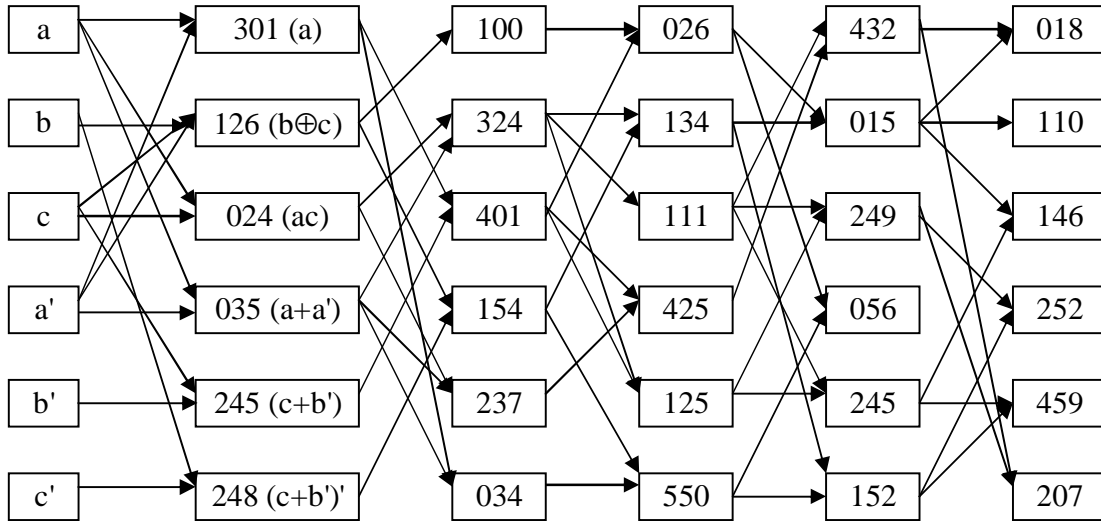 a 301 (a) 100 026 432 018
b 126 (b⊕c) 324 134 015 110
c 024 (ac) 401 111 249 146
a' 035 (a+a') 154 425 056 252
b' 245 (c+b') 237 125 245 459
c' 248 (c+b')' 034 550 152 207